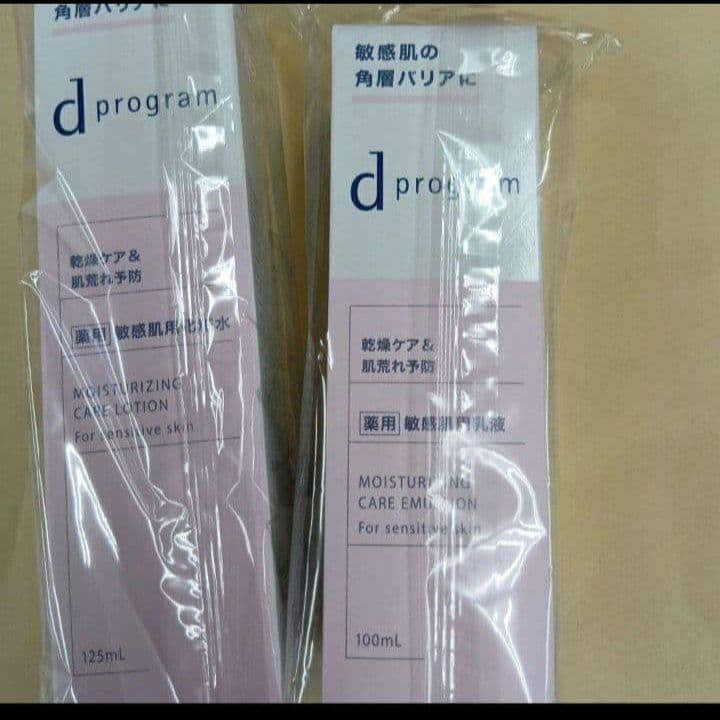 角層バリアに
d program
乾燥ケア&
肌荒れ予防
薬用 敏感肌用化粧水
MOISTURIZING
CARE LOTION
For sensitive skin
125mL
敏感肌の
角層バリアに
d program
乾燥ケア&
肌荒れ予防
薬用 敏感肌用乳液
MOISTURIZING
CARE EMULSION
For sensitive skin
100mL